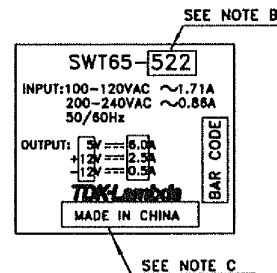 SEE NOTE B
SWT65-522
INPUT:100-120VAC ~1.71A
200-240VAC ~0.86A
50/60Hz
OUTPUT: 5V 6.0A
+12V 2.5A
-12V 0.5A
BAR CODE
TDK-Lambda
MADE IN CHINA
SEE NOTE C